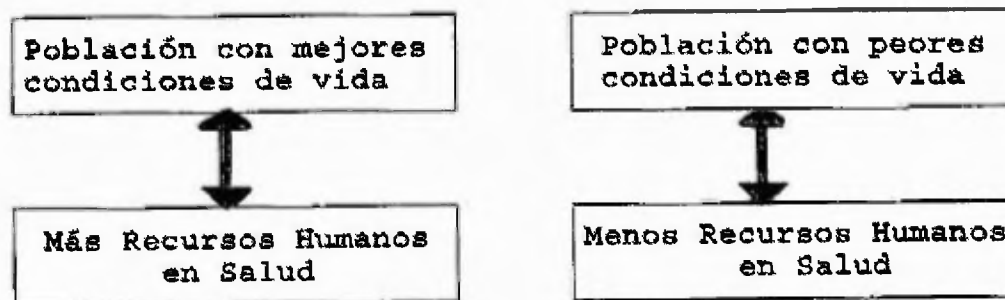 Población con mejores
condiciones de vida
Más Recursos Humanos
en Salud
Población con peores
condiciones de vida
Menos Recursos Humanos
en Salud